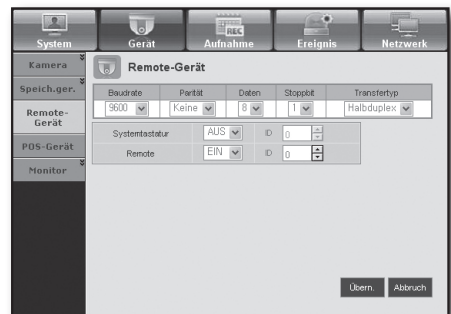 REC
System Gerät Aufnahme Ereignis Netzwerk
Kamera
Speich.ger.
Remote-
Gerät
POS-Gerät
Monitor
Remote-Gerät
Baudrate Parität Daten Stoppbit Transfertyp
9600 Keine 8 1 Halbduplex
Systemtastatur AUS ID 0
Remote EIN ID 0
Übern. Abbruch